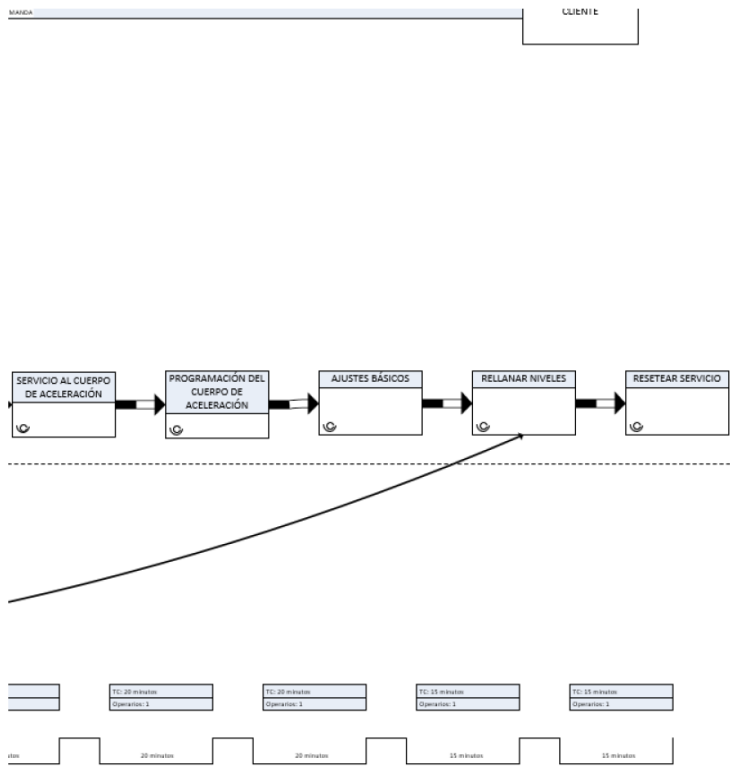 MANDA
CLIENTE
SERVICIO AL CUERPO
DE ACELERACIÓN
PROGRAMACIÓN DEL
CUERPO DE
ACELERACIÓN
AJUSTES BÁSICOS
RELLANAR NIVELES
RESETEAR SERVICIO
TC: 20 minutos
Operarios: 1
TC: 20 minutos
Operarios: 1
TC: 15 minutos
Operarios: 1
TC: 15 minutos
Operarios: 1
utos
20 minutos
20 minutos
15 minutos
15 minutos